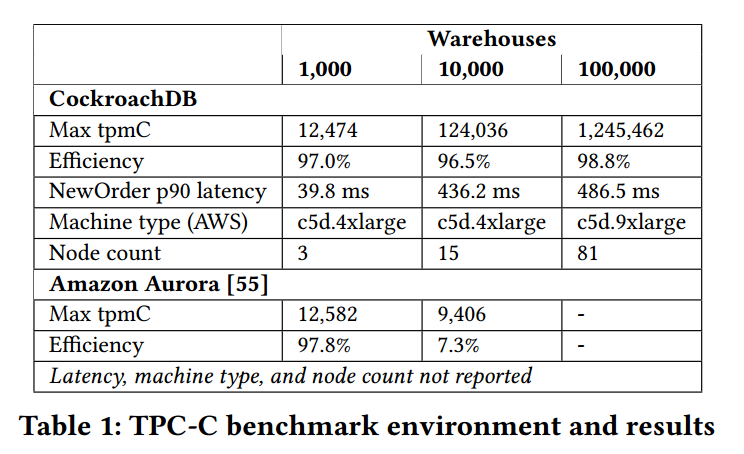 Warehouses
1,000 10,000 100,000
CockroachDB
Max tpmC 12,474 124,036 1,245,462
Efficiency 97.0% 96.5% 98.8%
NewOrder p90 latency 39.8 ms 436.2 ms 486.5 ms
Machine type (AWS) c5d.4xlarge c5d.4xlarge c5d.9xlarge
Node count 3 15 81
Amazon Aurora [55]
Max tpmC 12,582 9,406 -
Efficiency 97.8% 7.3% -
Latency, machine type, and node count not reported
Table 1: TPC-C benchmark environment and results